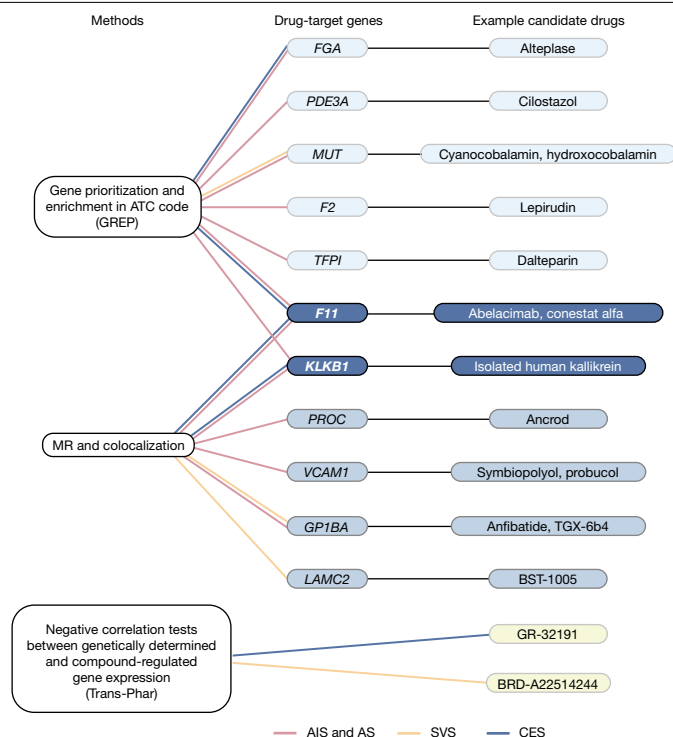 Methods
Drug-target genes
Example candidate drugs
FGA
Alteplase
PDE3A
Cilostazol
MUT
Cyanocobalamin, hydroxocobalamin
Gene prioritization and
enrichment in ATC code
(GREP)
F2
Lepirudin
TFPI
Dalteparin
F11
Abelacimab, conestat alfa
KLKB1
Isolated human kallikrein
PROC
Ancrod
MR and colocalization
VCAM1
Symbiopolyol, probucol
GP1BA
Anfibatide, TGX-6b4
LAMC2
BST-1005
Negative correlation tests
between genetically determined
and compound-regulated
gene expression
(Trans-Phar)
GR-32191
BRD-A22514244
AIS and AS
SVS
CES